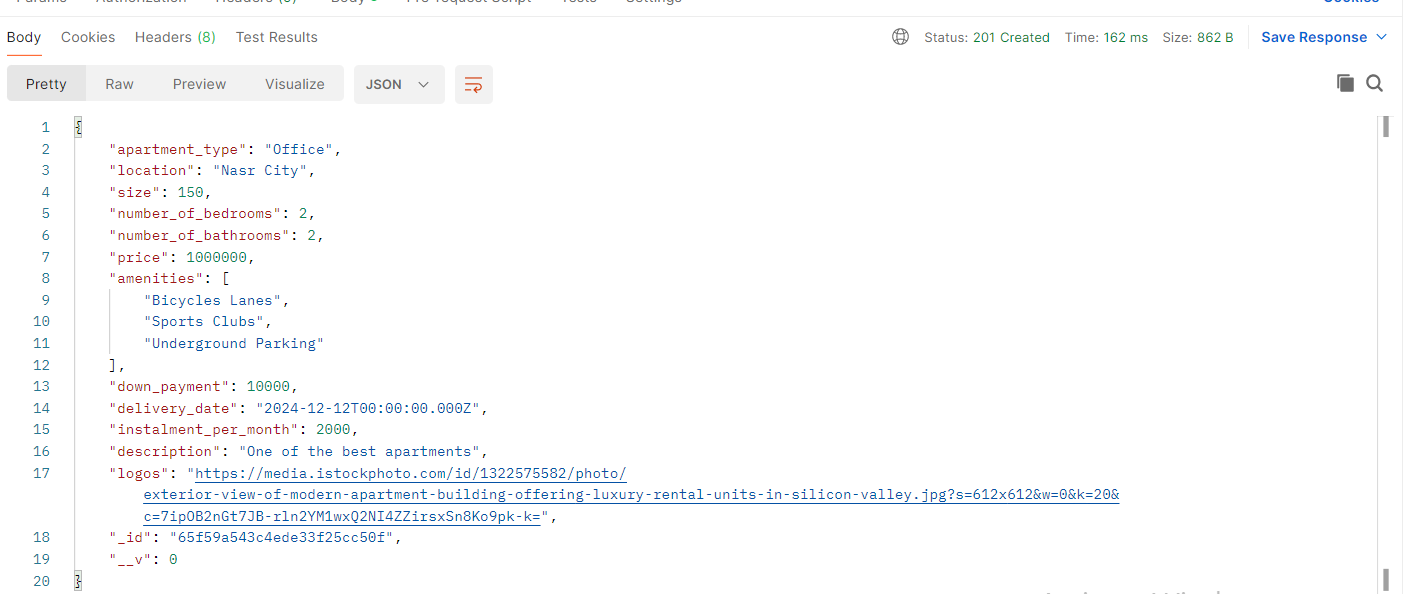 Params Authorization Headers Body Pre-request Script Tests Settings Cookies
Body Cookies Headers (8) Test Results Status: 201 Created Time: 162 ms Size: 862 B Save Response
Pretty Raw Preview Visualize JSON
1 {
2 "apartment_type": "Office",
3 "location": "Nasr City",
4 "size": 150,
5 "number_of_bedrooms": 2,
6 "number_of_bathrooms": 2,
7 "price": 1000000,
8 "amenities": [
9 "Bicycles Lanes",
10 "Sports Clubs",
11 "Underground Parking"
12 ],
13 "down_payment": 10000,
14 "delivery_date": "2024-12-12T00:00:00.000Z",
15 "instalment_per_month": 2000,
16 "description": "One of the best apartments",
17 "logos": "https://media.istockphoto.com/id/1322575582/photo/
exterior-view-of-modern-apartment-building-offering-luxury-rental-units-in-silicon-valley.jpg?s=612x612&w=0&k=20&
c=7ipOB2nGt7JB-rln2YM1wxQ2NI4ZZirsxSn8Ko9pk-k=",
18 "_id": "65f59a543c4ede33f25cc50f",
19 "__v": 0
20 }